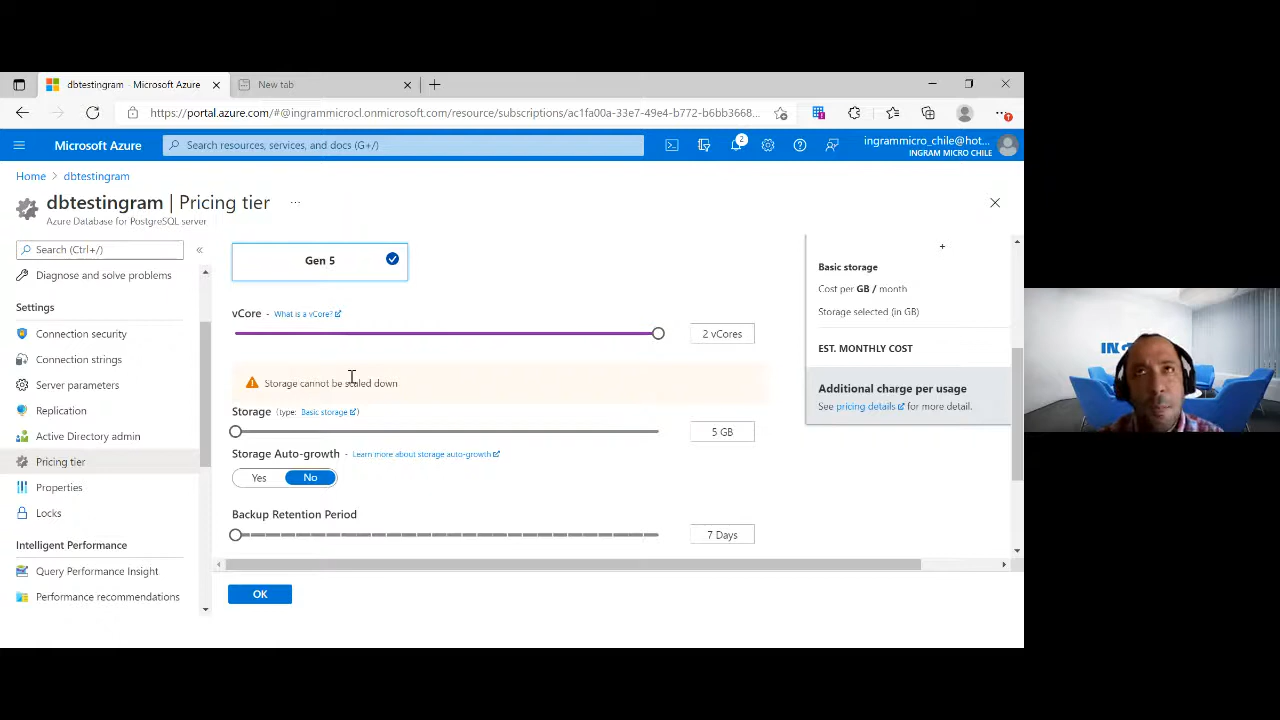 dbtestingram - Microsoft Azure
New tab
https://portal.azure.com/#@ingrammicrocl.onmicrosoft.com/resource/subscriptions/ac1fa00a-33e7-49e4-b772-b6bb3668...
Microsoft Azure
Search resources, services, and docs (G+/)
2
ingrammicro_chile@hot...
INGRAM MICRO CHILE
Home > dbtestingram
dbtestingram | Pricing tier ...
Azure Database for PostgreSQL server
Search (Ctrl+/)
«
Diagnose and solve problems
Settings
Connection security
Connection strings
Server parameters
Replication
Active Directory admin
Pricing tier
Properties
Locks
Intelligent Performance
Query Performance Insight
Performance recommendations
Gen 5
vCore - What is a vCore?
2 vCores
Storage cannot be scaled down
Storage (type: Basic storage)
5 GB
Storage Auto-growth - Learn more about storage auto-growth
Yes No
Backup Retention Period
7 Days
OK
+
Basic storage
Cost per GB / month
Storage selected (in GB)
EST. MONTHLY COST
Additional charge per usage
See pricing details for more detail.